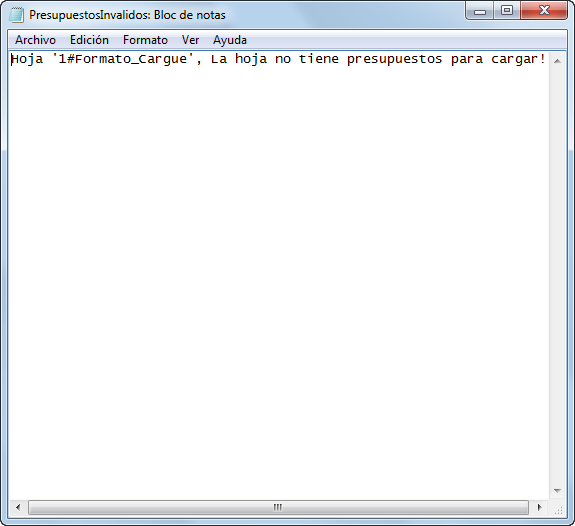 PresupuestosInvalidos: Bloc de notas
Archivo Edición Formato Ver Ayuda
Hoja '1#Formato_Cargue', La hoja no tiene presupuestos para cargar!